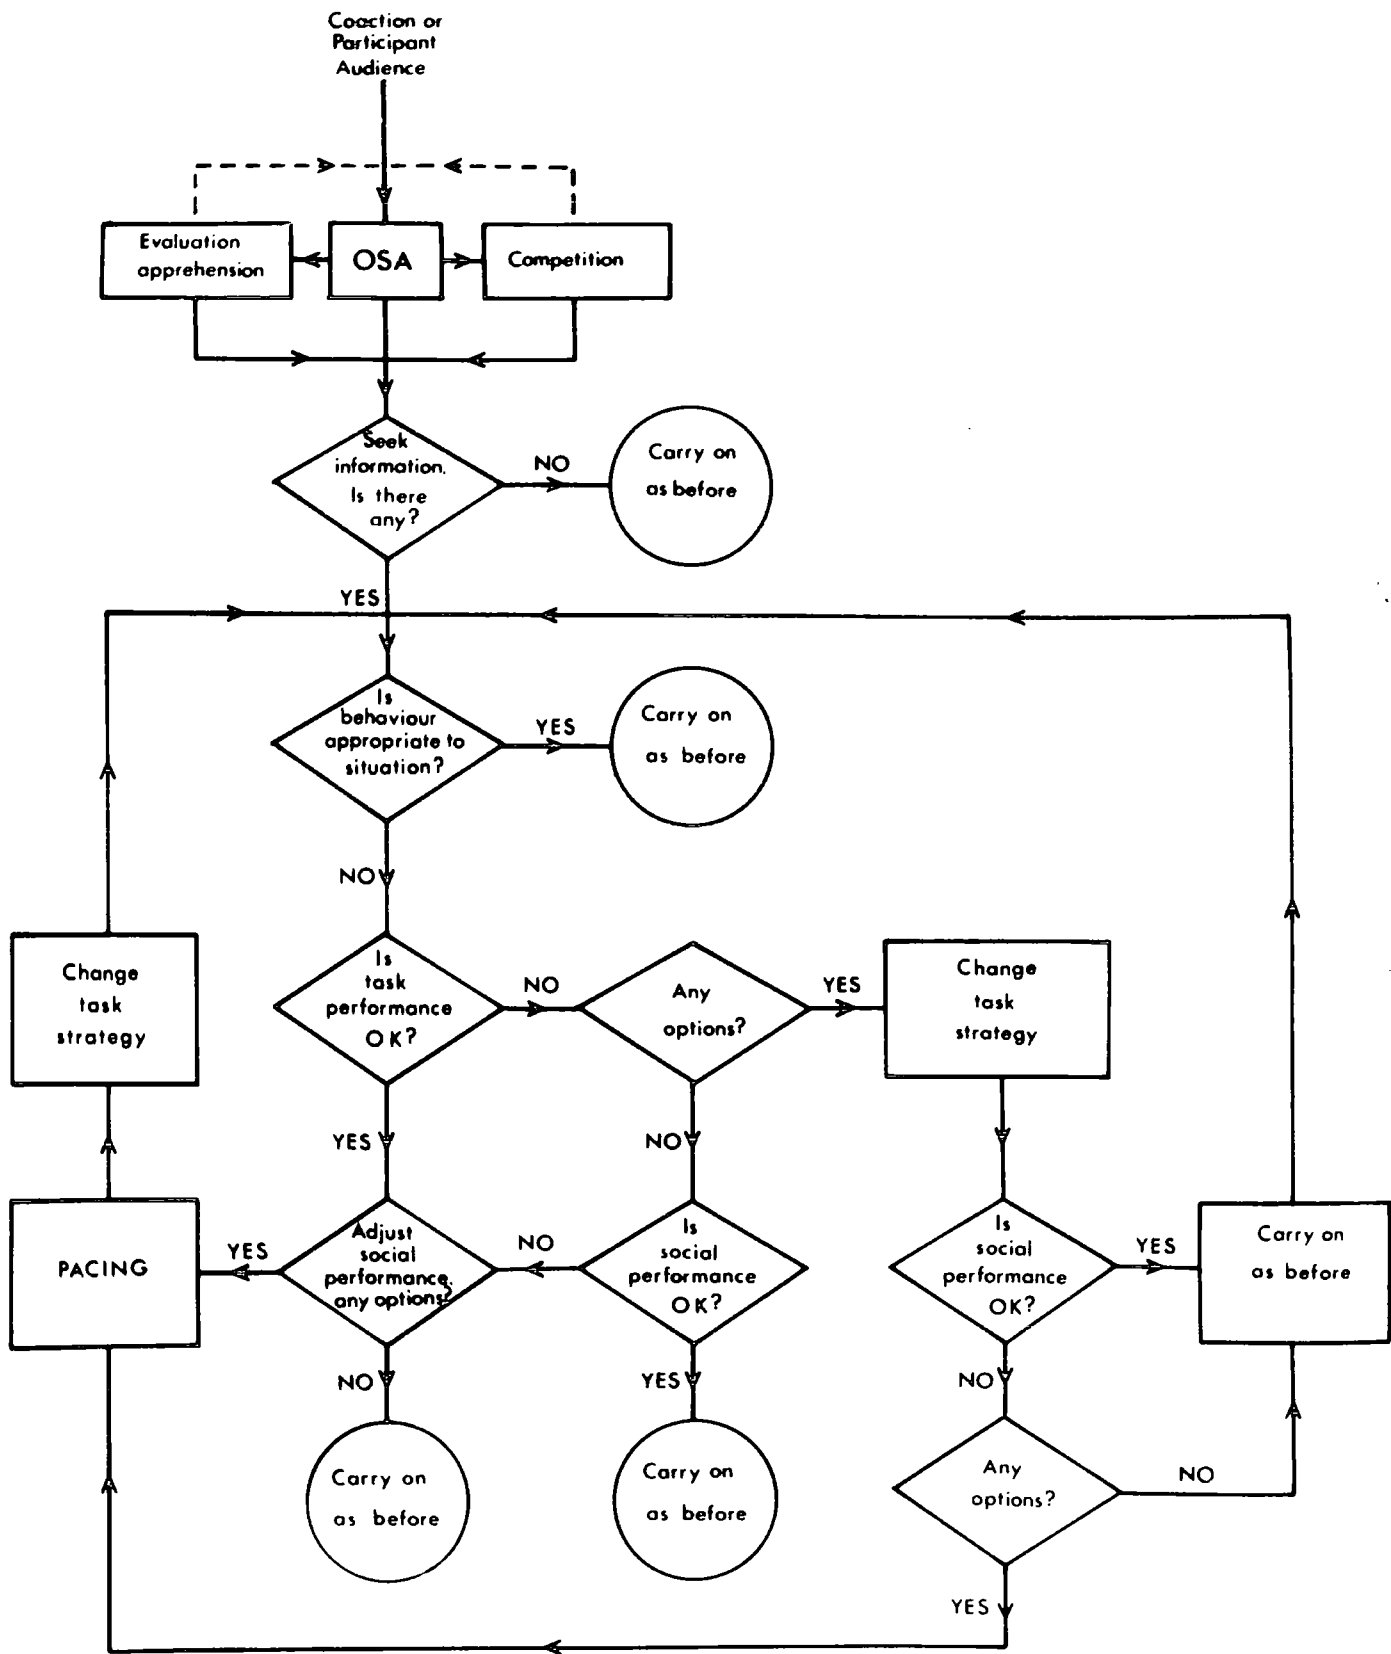 Coaction or
Participant
Audience
Evaluation
apprehension
OSA
Competition
Seek
information.
Is there
any?
NO
Carry on
as before
YES
Is
behaviour
appropriate to
situation?
YES
Carry on
as before
NO
Change
task
strategy
Is
task
performance
OK?
NO
Any
options?
YES
Change
task
strategy
YES
NO
PACING
YES
Adjust
social
performance.
any options?
NO
Is
social
performance
OK?
Is
social
performance
OK?
YES
Carry on
as before
NO
YES
NO
Carry on
as before
Carry on
as before
Any
options?
NO
YES